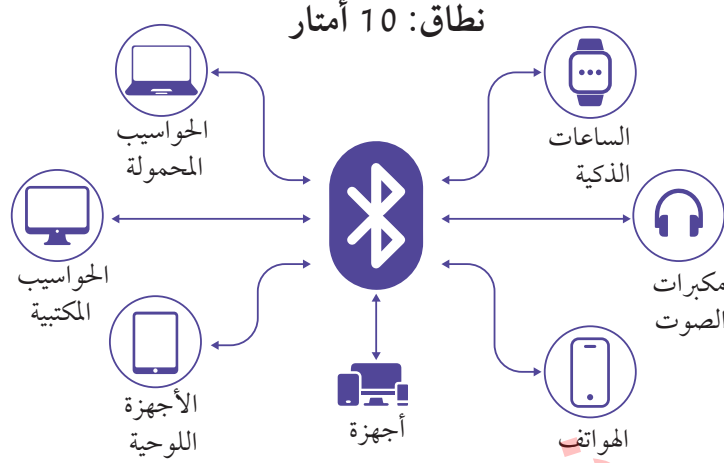 نطاق: 10 أمتار
الساعات
الذكية
الحواسيب
المحمولة
مكبرات
الصوت
الحواسيب
المكتبية
الهواتف
أجهزة
الأجهزة
اللوحية